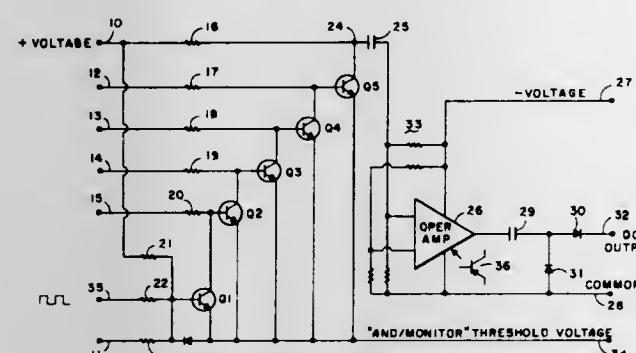 10 16 24 25
+ VOLTAGE
12 17 Q5 27
-VOLTAGE
13 18 Q4 33
14 19 Q3
15 20 Q2 26 29 30 32
OPER
AMP
21 36 31
35 22 Q1
COMMON
28
"AND/MONITOR" THRESHOLD VOLTAGE